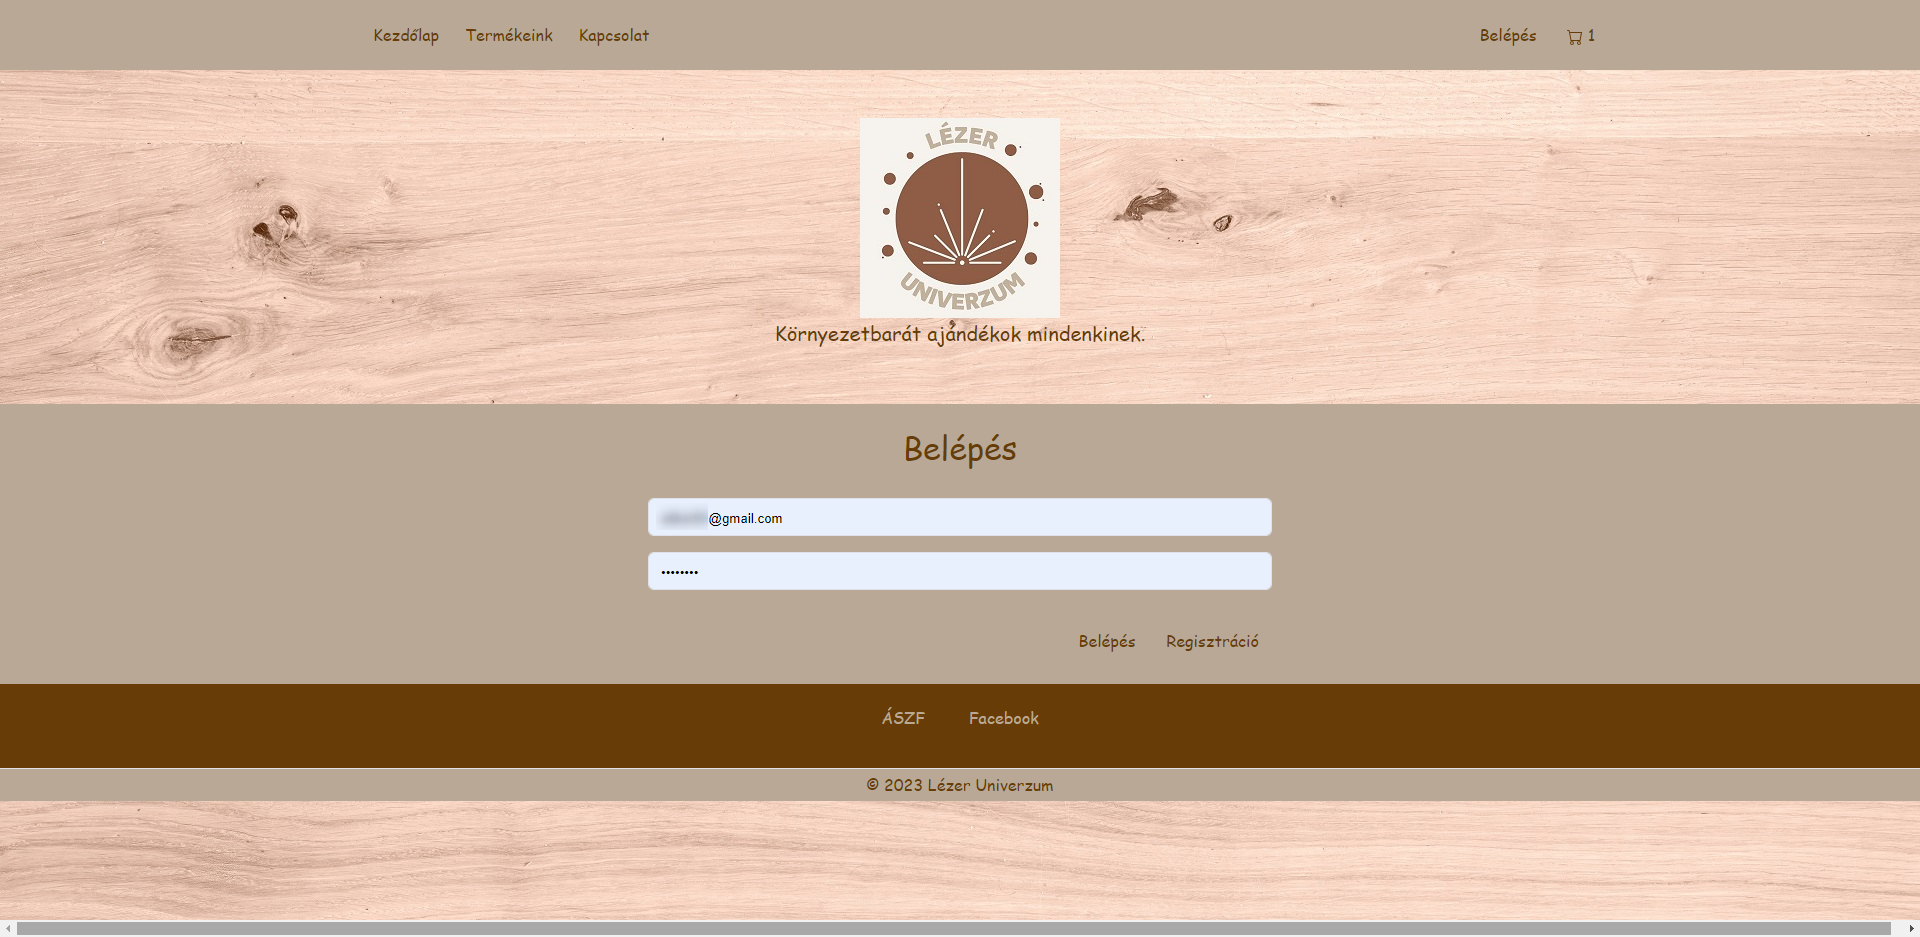 Kezdőlap Termékeink Kapcsolat Belépés 1
LÉZER
UNIVERZUM
Környezetbarát ajándékok mindenkinek.
Belépés
@gmail.com
••••••••
Belépés Regisztráció
ÁSZF Facebook
© 2023 Lézer Univerzum